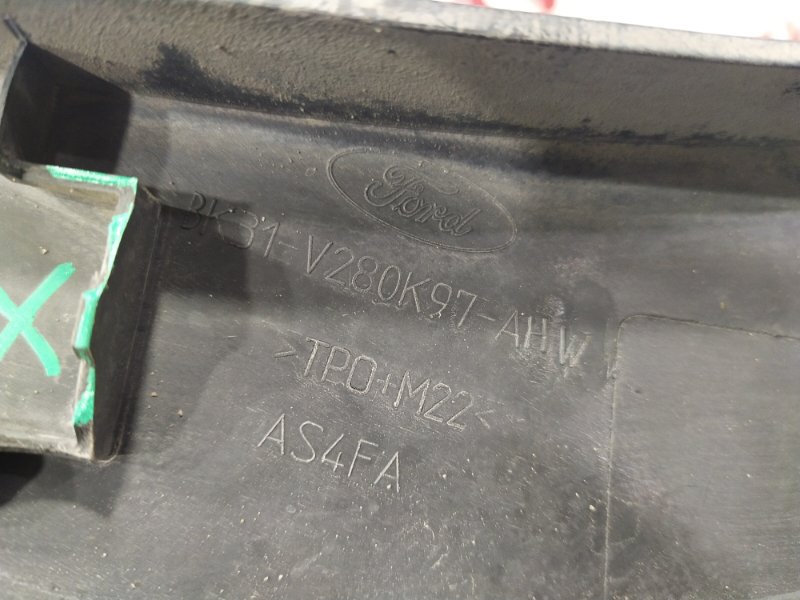 Ford
BK31-V280K97-AHW
>TPO+M22<
AS4FA
X